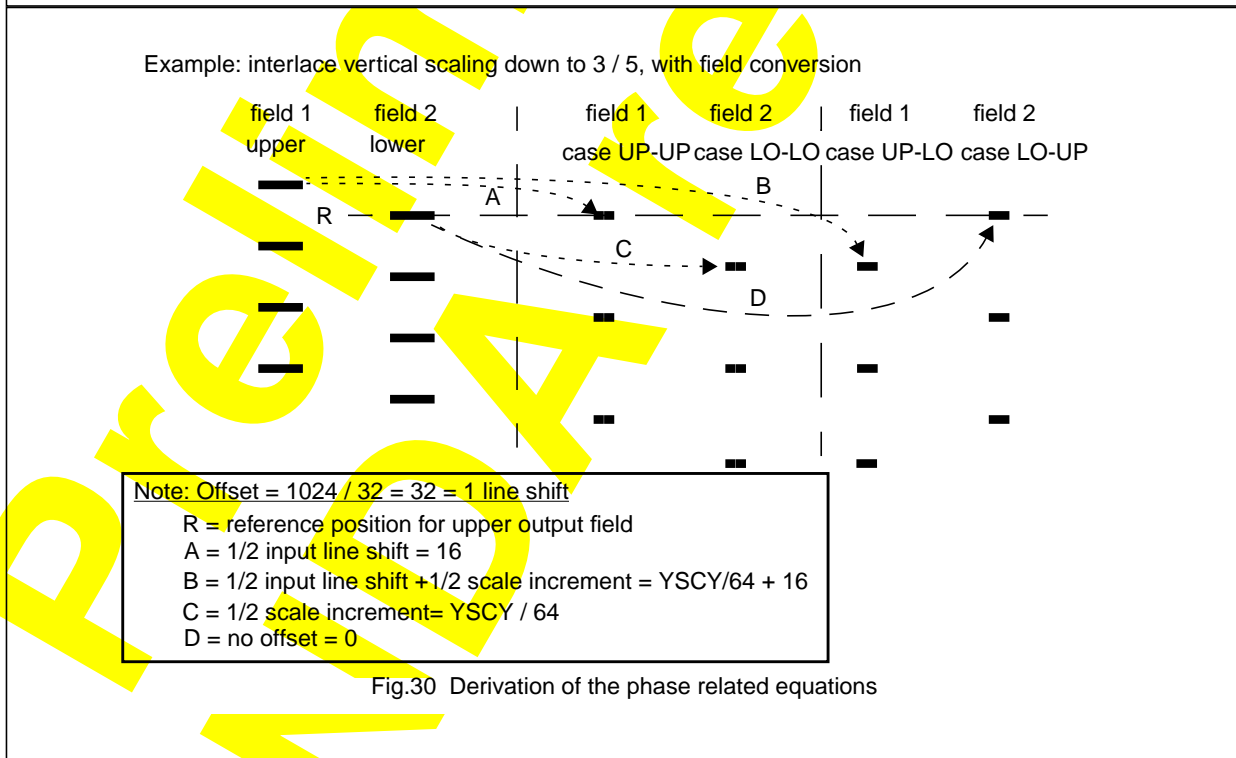 Example: interlace vertical scaling down to 3 / 5, with field conversion
field 1 field 2 field 1 field 2 field 1 field 2
upper lower case UP-UP case LO-LO case UP-LO case LO-UP
B
A
R
C
D
Note: Offset = 1024 / 32 = 32 = 1 line shift
R = reference position for upper output field
A = 1/2 input line shift = 16
B = 1/2 input line shift +1/2 scale increment = YSCY/64 + 16
C = 1/2 scale increment= YSCY / 64
D = no offset = 0
Fig.30 Derivation of the phase related equations